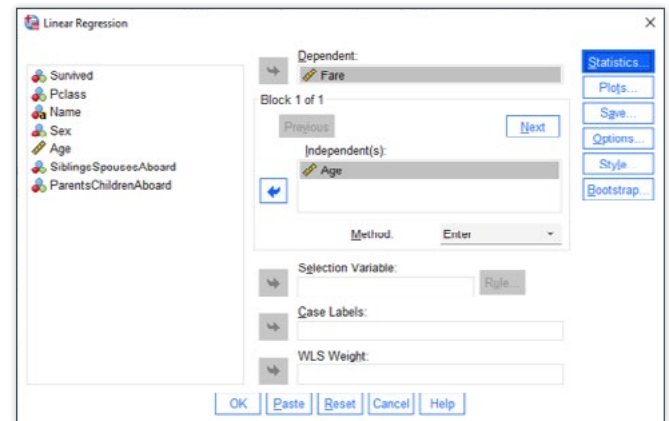 Linear Regression
Survived
Pclass
Name
Sex
Age
SiblingsSpousesAboard
ParentsChildrenAboard
Dependent:
Fare
Block 1 of 1
Previous
Next
Independent(s):
Age
Method:
Enter
Selection Variable:
Rule...
Case Labels:
WLS Weight:
Statistics...
Plots...
Save...
Options...
Style...
Bootstrap...
OK Paste Reset Cancel Help